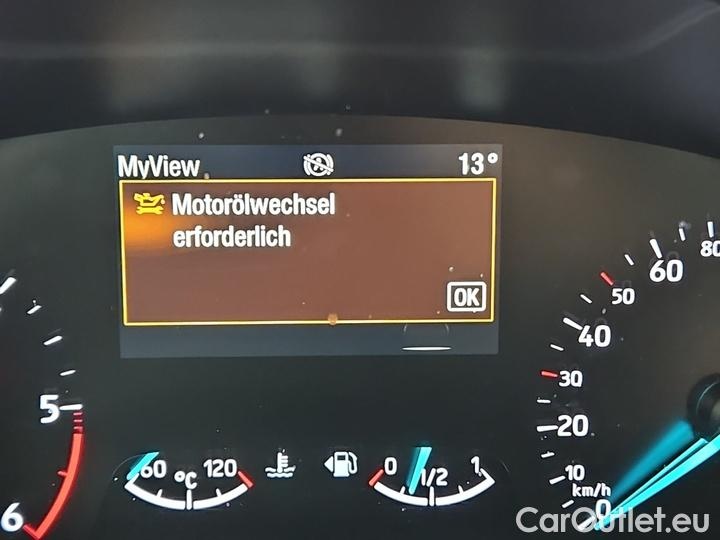 MyView 13°
Motorölwechsel
erforderlich
OK
80
60
50
40
30
20
10
km/h
0
5
6
60 °C 120
0 1/2 1
CarOutlet.eu